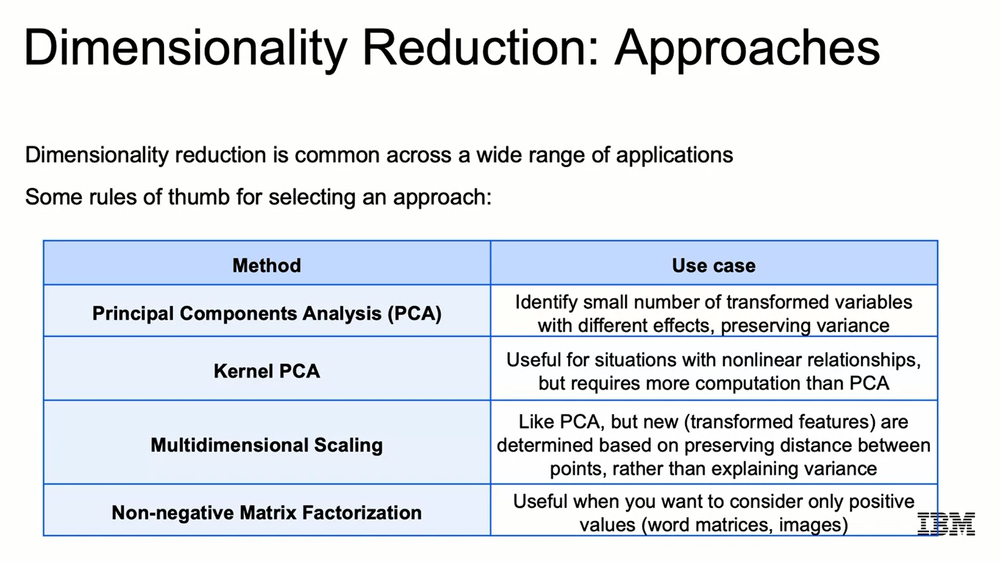 Dimensionality Reduction: Approaches
Dimensionality reduction is common across a wide range of applications
Some rules of thumb for selecting an approach:
Method
Use case
Principal Components Analysis (PCA)
Identify small number of transformed variables
with different effects, preserving variance
Kernel PCA
Useful for situations with nonlinear relationships,
but requires more computation than PCA
Multidimensional Scaling
Like PCA, but new (transformed features) are
determined based on preserving distance between
points, rather than explaining variance
Non-negative Matrix Factorization
Useful when you want to consider only positive
values (word matrices, images)
IBM